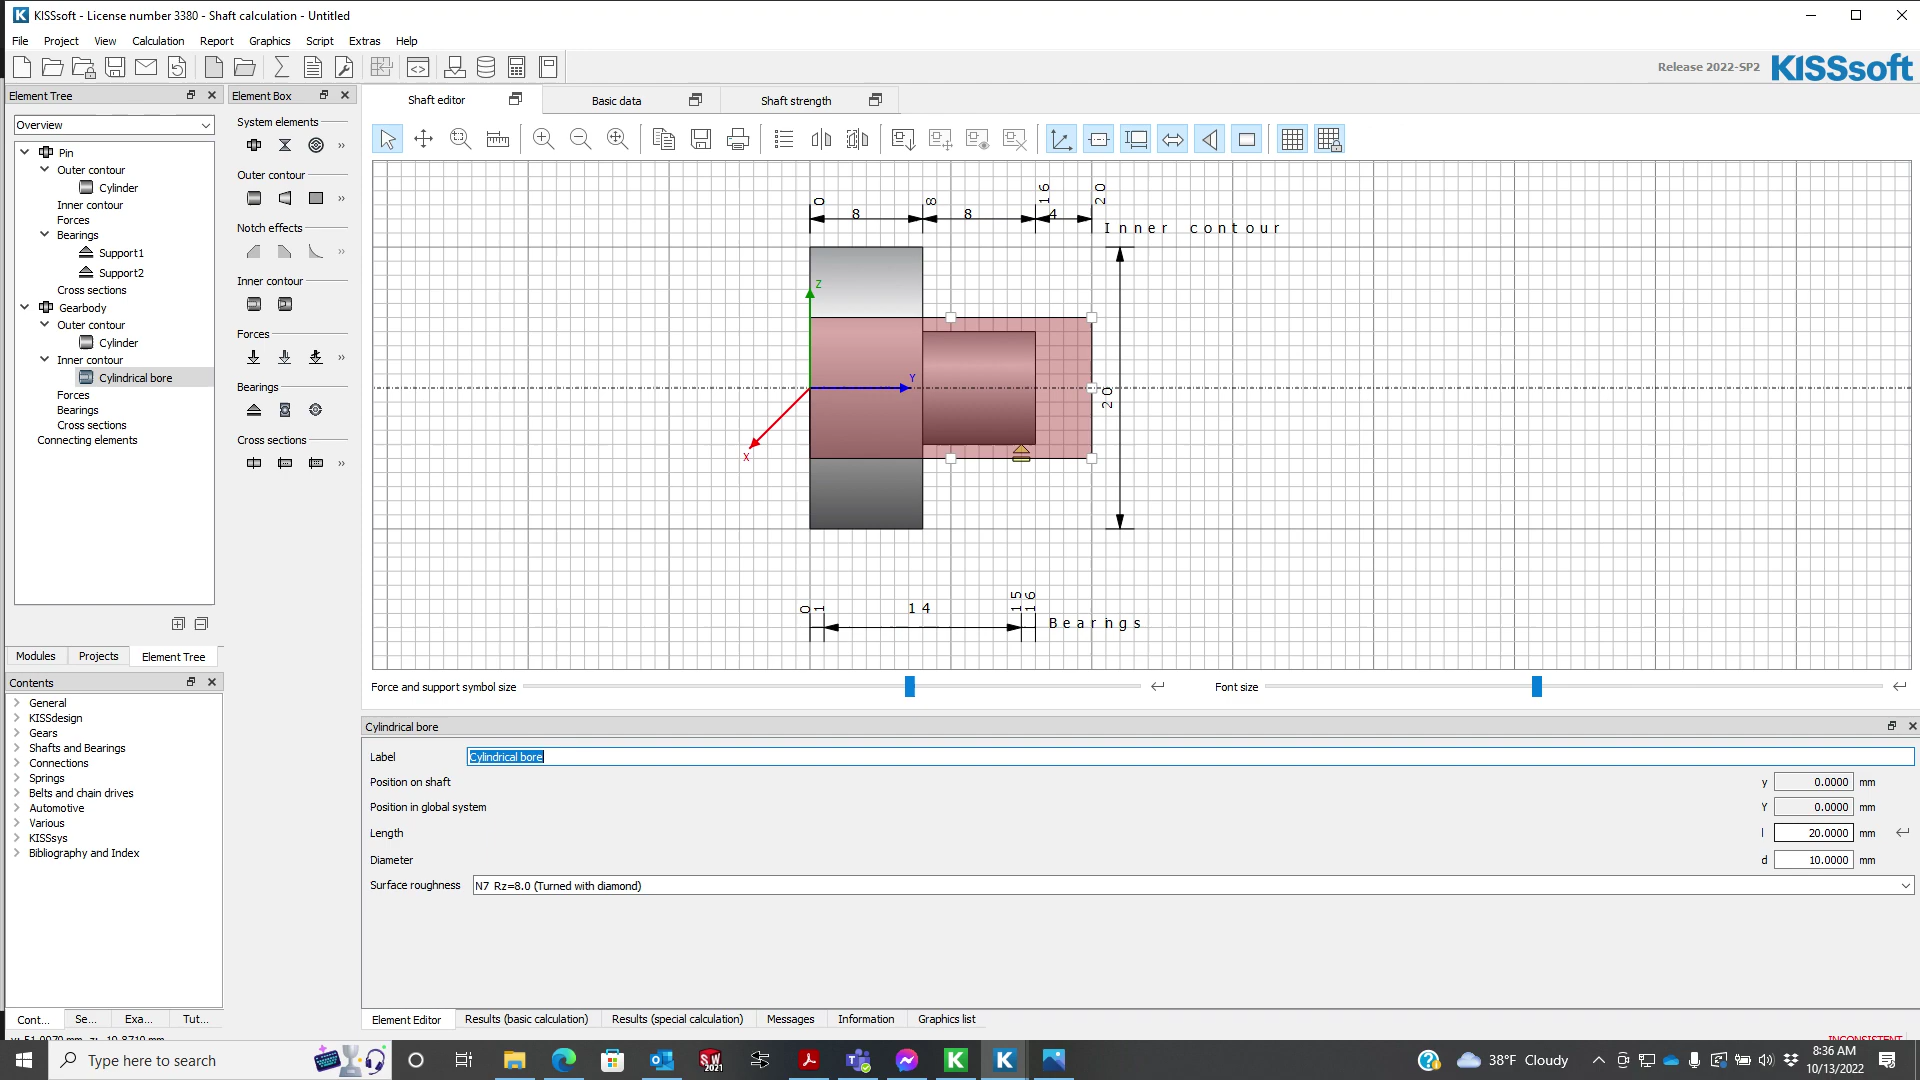 KISSsoft - License number 3380 - Shaft calculation - Untitled
File Project View Calculation Report Graphics Script Extras Help
Release 2022-SP2 KISSsoft
Element Tree
Overview
Pin
Outer contour
Cylinder
Inner contour
Forces
Bearings
Support1
Support2
Cross sections
Gearbody
Outer contour
Cylinder
Inner contour
Cylindrical bore
Forces
Bearings
Cross sections
Connecting elements
Modules Projects Element Tree
Element Box
System elements
Outer contour
Notch effects
Inner contour
Forces
Bearings
Cross sections
Shaft editor Basic data Shaft strength
0 8 16 20
8 8 4
Inner contour
Z
Y
X
20
0 1 14 15 16
Bearings
Force and support symbol size Font size
Contents
General
KISSdesign
Gears
Shafts and Bearings
Connections
Springs
Belts and chain drives
Automotive
Various
KISSsys
Bibliography and Index
Cont... Se... Exa... Tut...
Cylindrical bore
Label Cylindrical bore
Position on shaft y 0.0000 mm
Position in global system Y 0.0000 mm
Length l 20.0000 mm
Diameter d 10.0000 mm
Surface roughness N7 Rz=8.0 (Turned with diamond)
Element Editor Results (basic calculation) Results (special calculation) Messages Information Graphics list
INCONSISTENT
Type here to search
SW 2021
38°F Cloudy
8:36 AM
10/13/2022